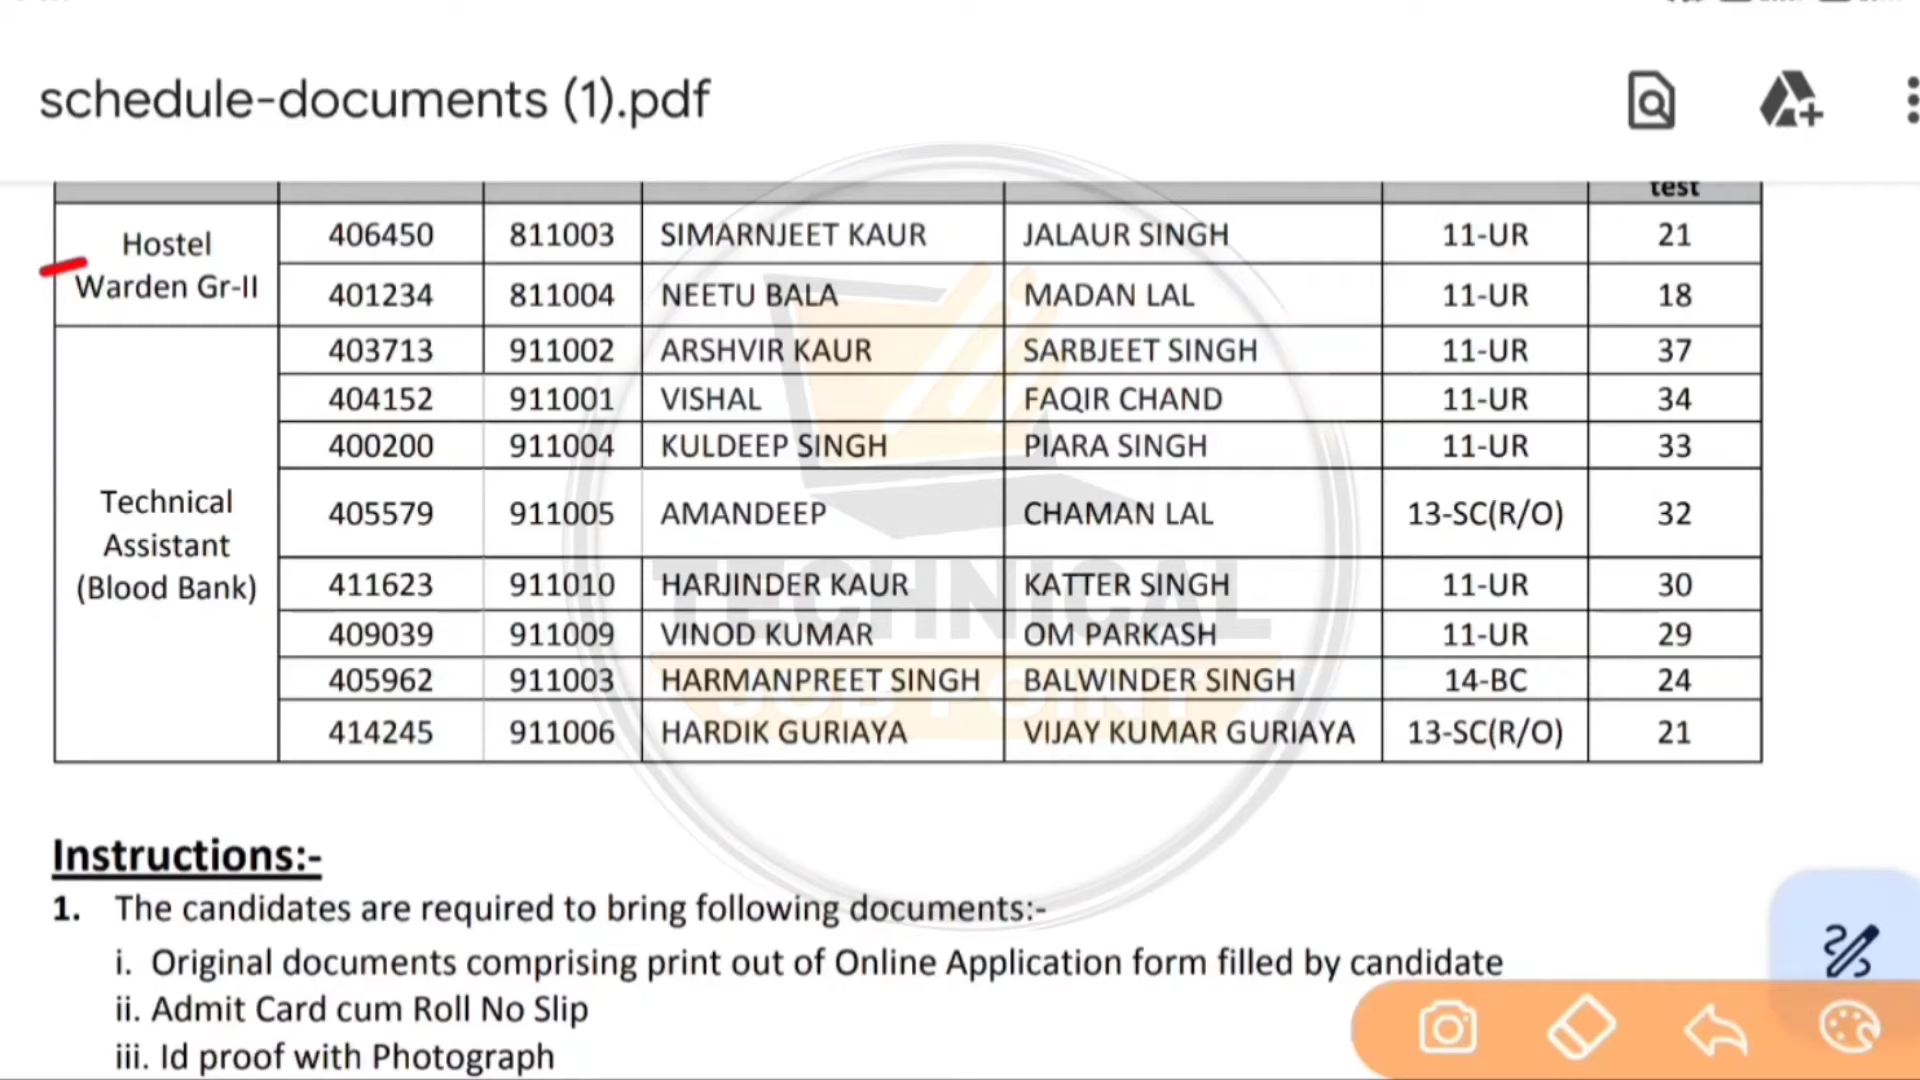 schedule-documents (1).pdf
test
Hostel Warden Gr-II
406450 811003 SIMARNJEET KAUR JALAUR SINGH 11-UR 21
401234 811004 NEETU BALA MADAN LAL 11-UR 18
Technical Assistant (Blood Bank)
403713 911002 ARSHVIR KAUR SARBJEET SINGH 11-UR 37
404152 911001 VISHAL FAQIR CHAND 11-UR 34
400200 911004 KULDEEP SINGH PIARA SINGH 11-UR 33
405579 911005 AMANDEEP CHAMAN LAL 13-SC(R/O) 32
411623 911010 HARJINDER KAUR KATTER SINGH 11-UR 30
409039 911009 VINOD KUMAR OM PARKASH 11-UR 29
405962 911003 HARMANPREET SINGH BALWINDER SINGH 14-BC 24
414245 911006 HARDIK GURIAYA VIJAY KUMAR GURIAYA 13-SC(R/O) 21
TECHNICAL
JOB POINT
Instructions:-
1. The candidates are required to bring following documents:-
i. Original documents comprising print out of Online Application form filled by candidate
ii. Admit Card cum Roll No Slip
iii. Id proof with Photograph